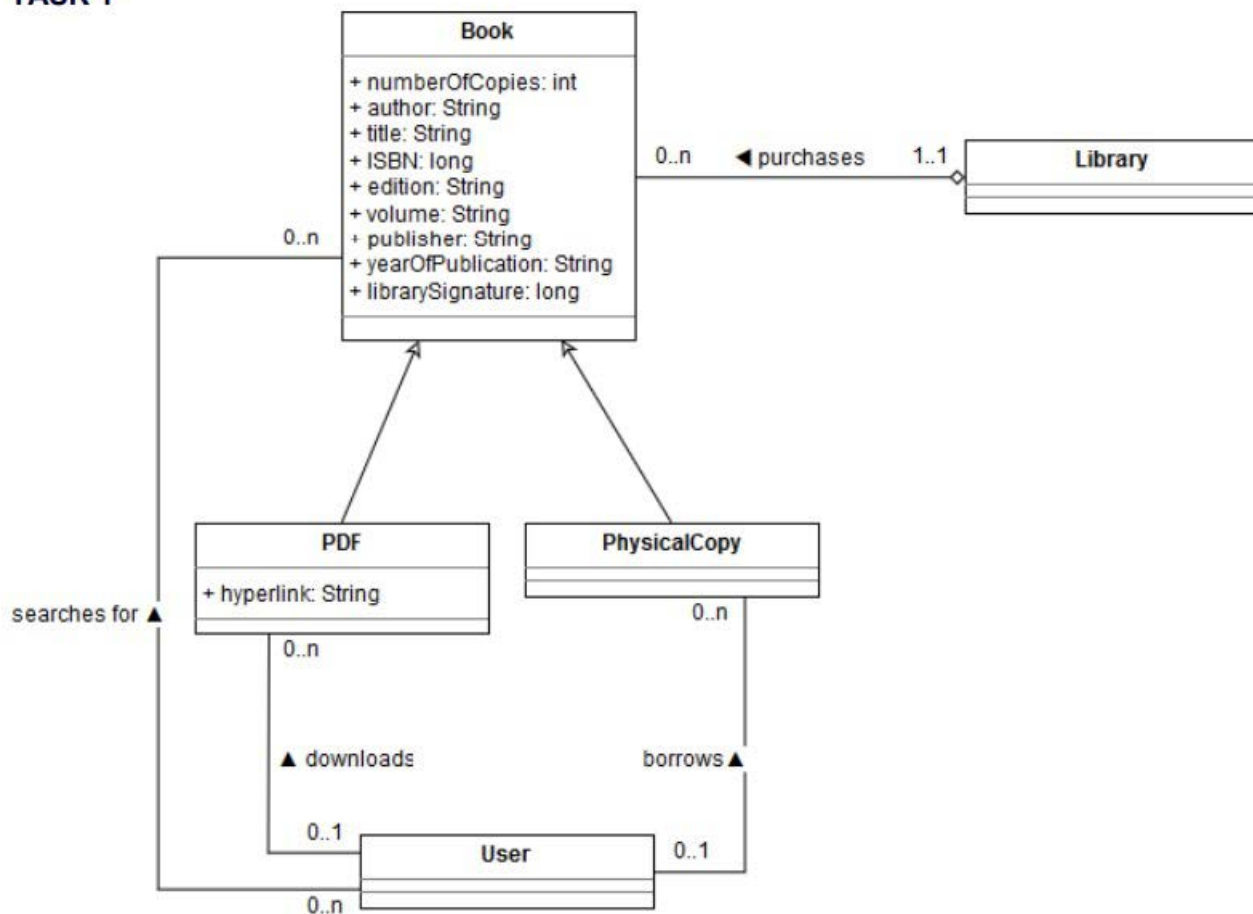 Book
+ numberOfCopies: int
+ author: String
+ title: String
+ ISBN: long
+ edition: String
+ volume: String
+ publisher: String
+ yearOfPublication: String
+ librarySignature: long
0..n ◀ purchases 1..1
Library
0..n
PDF
+ hyperlink: String
PhysicalCopy
searches for ▲
0..n
0..n
▲ downloads
borrows ▲
0..1
User
0..1
0..n